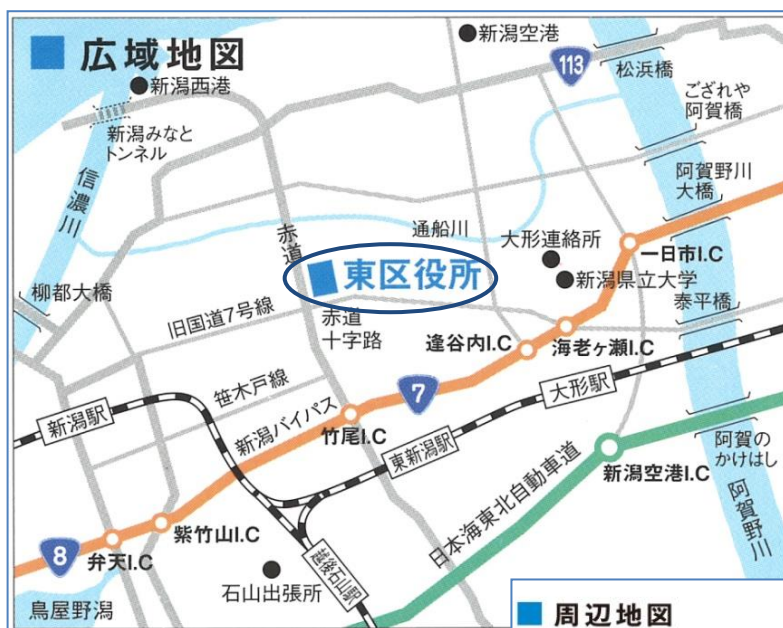 広域地図
新潟空港
113
松浜橋
新潟西港
ござれや
阿賀橋
新潟みなと
トンネル
阿賀野川
大橋
信濃川
赤道
通船川
大形連絡所
一日市I.C
東区役所
新潟県立大学
柳都大橋
泰平橋
旧国道7号線
赤道
十字路
逢谷内I.C
海老ヶ瀬I.C
笹木戸線
7
大形駅
新潟駅
新潟バイパス
竹尾I.C
東新潟駅
阿賀の
かけはし
新潟空港I.C
日本海東北自動車道
阿賀野川
紫竹山I.C
8
弁天I.C
越後石山駅
石山出張所
鳥屋野潟
周辺地図